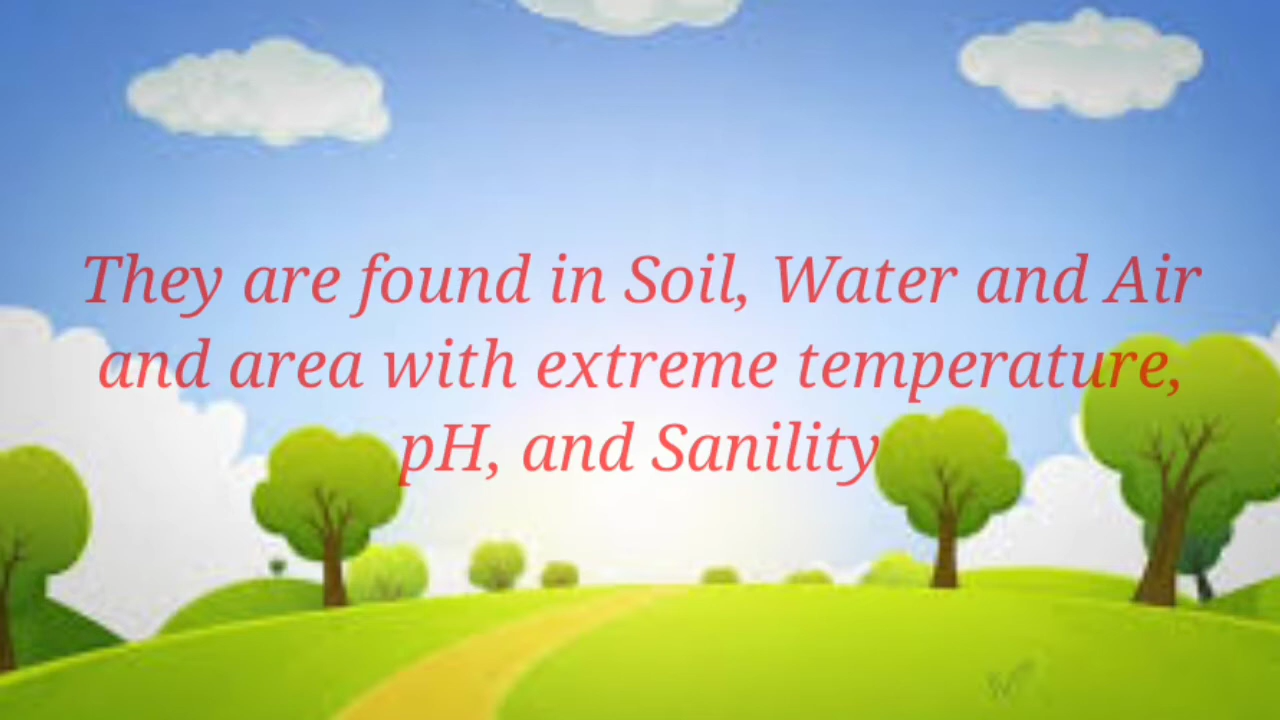 They are found in Soil, Water and Air
and area with extreme temperature,
pH, and Sanility